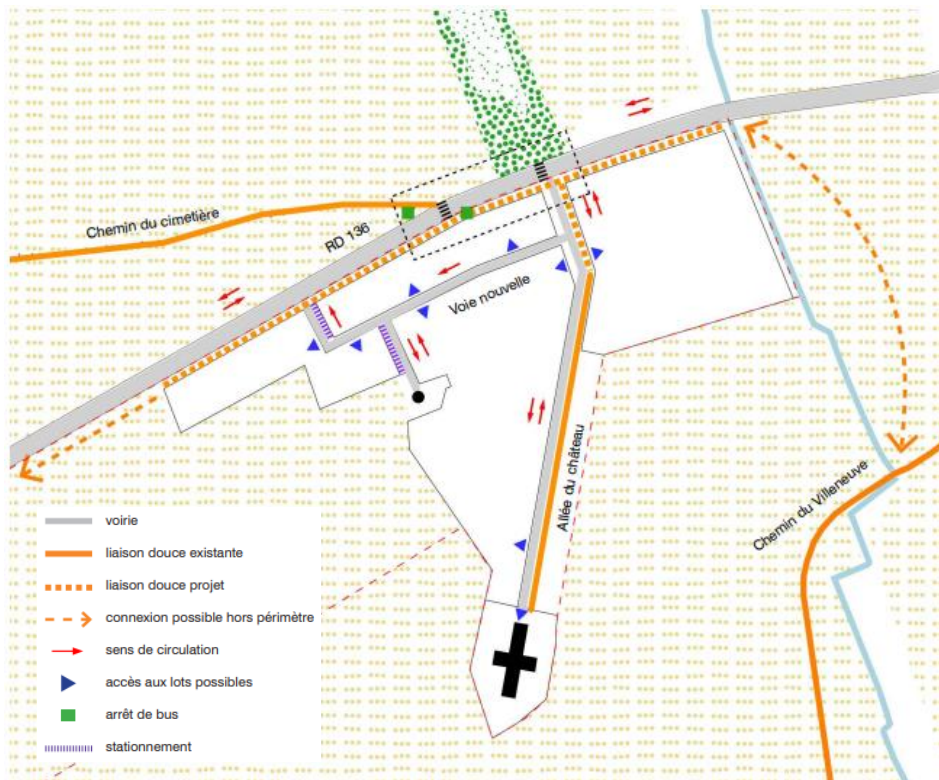 Chemin du cimetière
RD 136
Voie nouvelle
Allée du château
Chemin du Villeneuve
voirie
liaison douce existante
liaison douce projet
connexion possible hors périmètre
sens de circulation
accès aux lots possibles
arrêt de bus
stationnement